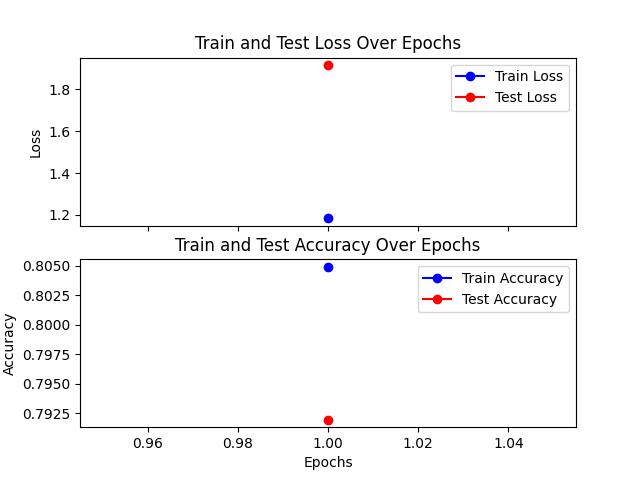 Train and Test Loss Over Epochs
1.8
1.6
1.4
1.2
Loss
Train Loss
Test Loss
Train and Test Accuracy Over Epochs
0.8050
0.8025
0.8000
0.7975
0.7950
0.7925
Accuracy
Train Accuracy
Test Accuracy
0.96 0.98 1.00 1.02 1.04
Epochs